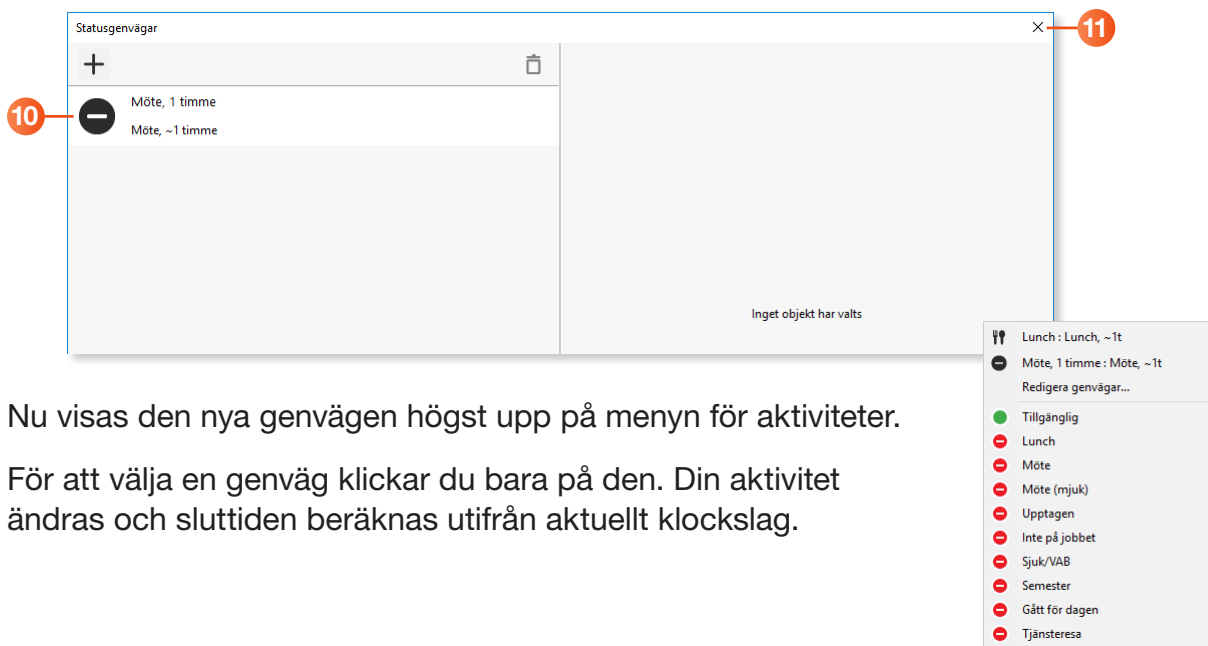 Statusgenvägar
11
10
Möte, 1 timme
Möte, ~1 timme
Inget objekt har valts
Lunch : Lunch, ~1t
Möte, 1 timme : Möte, ~1t
Redigera genvägar...
Tillgänglig
Lunch
Möte
Möte (mjuk)
Upptagen
Inte på jobbet
Sjuk/VAB
Semester
Gått för dagen
Tjänsteresa
Nu visas den nya genvägen högst upp på menyn för aktiviteter.
För att välja en genväg klickar du bara på den. Din aktivitet
ändras och sluttiden beräknas utifrån aktuellt klockslag.